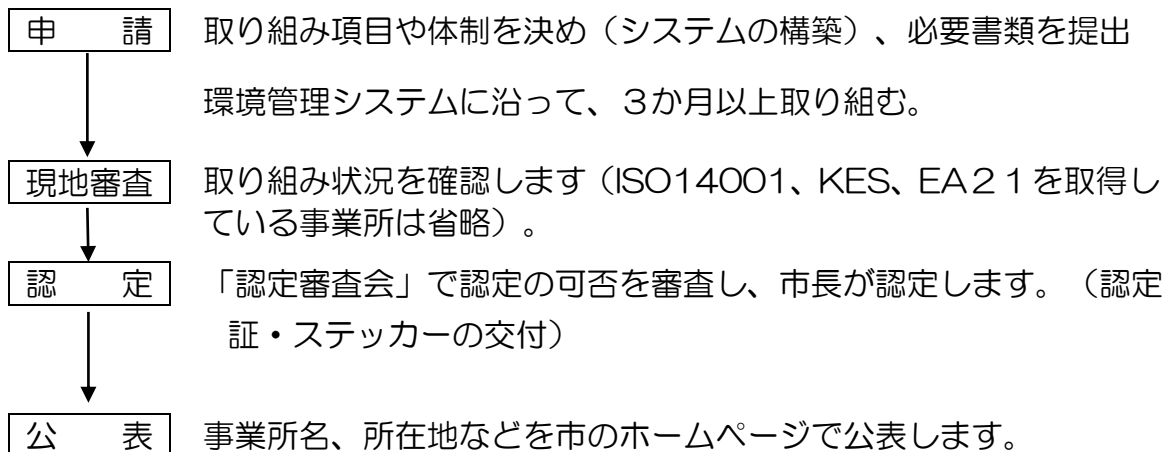 申　請　取り組み項目や体制を決め（システムの構築）、必要書類を提出
環境管理システムに沿って、３か月以上取り組む。
現地審査　取り組み状況を確認します（ISO14001、KES、EA２１を取得し
ている事業所は省略）。
認　定　「認定審査会」で認定の可否を審査し、市長が認定します。（認定
証・ステッカーの交付）
公　表　事業所名、所在地などを市のホームページで公表します。